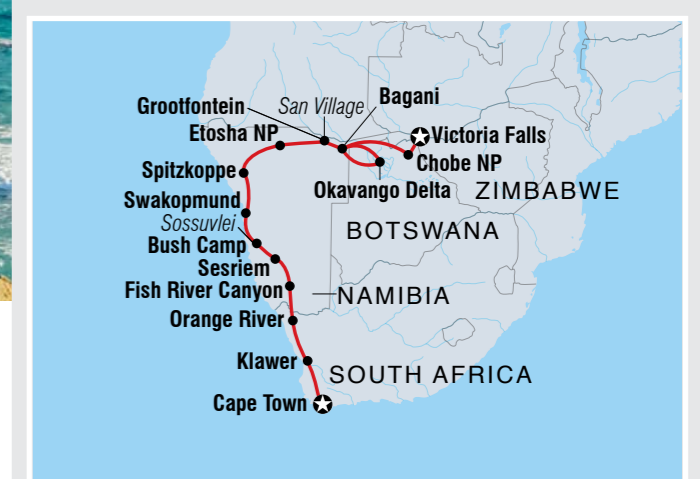 Grootfontein
San Village
Bagani
Etosha NP
Victoria Falls
Chobe NP
Spitzkoppe
Okavango Delta
ZIMBABWE
Swakopmund
Sossuvlei
BOTSWANA
Bush Camp
Sesriem
Fish River Canyon
NAMIBIA
Orange River
Klawer
SOUTH AFRICA
Cape Town